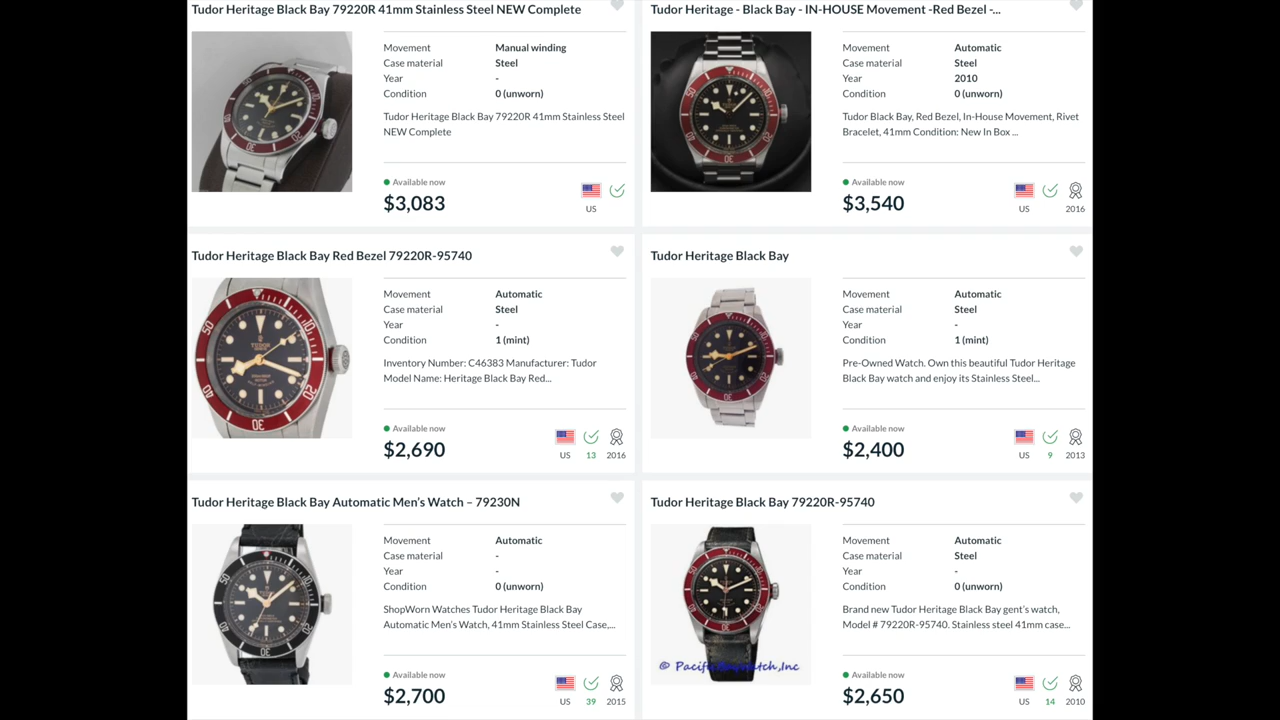 Tudor Heritage Black Bay 79220R 41mm Stainless Steel NEW Complete
Movement Manual winding
Case material Steel
Year -
Condition 0 (unworn)
Tudor Heritage Black Bay 79220R 41mm Stainless Steel
NEW Complete
Available now
$3,083
US
Tudor Heritage - Black Bay - IN-HOUSE Movement -Red Bezel -...
Movement Automatic
Case material Steel
Year 2010
Condition 0 (unworn)
Tudor Black Bay, Red Bezel, In-House Movement, Rivet
Bracelet, 41mm Condition: New In Box ...
Available now
$3,540
US 2016
Tudor Heritage Black Bay Red Bezel 79220R-95740
Movement Automatic
Case material Steel
Year -
Condition 1 (mint)
Inventory Number: C46383 Manufacturer: Tudor
Model Name: Heritage Black Bay Red...
Available now
$2,690
US 13 2016
Tudor Heritage Black Bay
Movement Automatic
Case material Steel
Year -
Condition 1 (mint)
Pre-Owned Watch. Own this beautiful Tudor Heritage
Black Bay watch and enjoy its Stainless Steel...
Available now
$2,400
US 9 2013
Tudor Heritage Black Bay Automatic Men's Watch – 79230N
Movement Automatic
Case material -
Year -
Condition 0 (unworn)
ShopWorn Watches Tudor Heritage Black Bay
Automatic Men's Watch, 41mm Stainless Steel Case,...
Available now
$2,700
US 39 2015
Tudor Heritage Black Bay 79220R-95740
Movement Automatic
Case material Steel
Year -
Condition 0 (unworn)
Brand new Tudor Heritage Black Bay gent's watch,
Model # 79220R-95740. Stainless steel 41mm case...
Available now
$2,650
US 14 2010